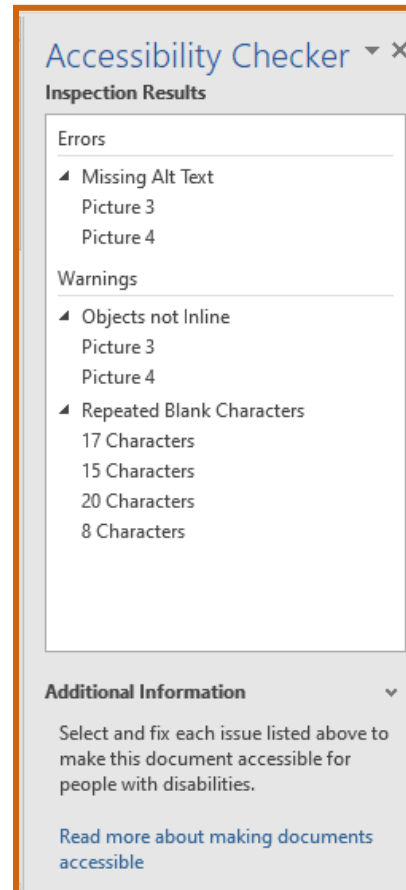 Accessibility Checker
Inspection Results
Errors
Missing Alt Text
Picture 3
Picture 4
Warnings
Objects not Inline
Picture 3
Picture 4
Repeated Blank Characters
17 Characters
15 Characters
20 Characters
8 Characters
Additional Information
Select and fix each issue listed above to
make this document accessible for
people with disabilities.
Read more about making documents
accessible